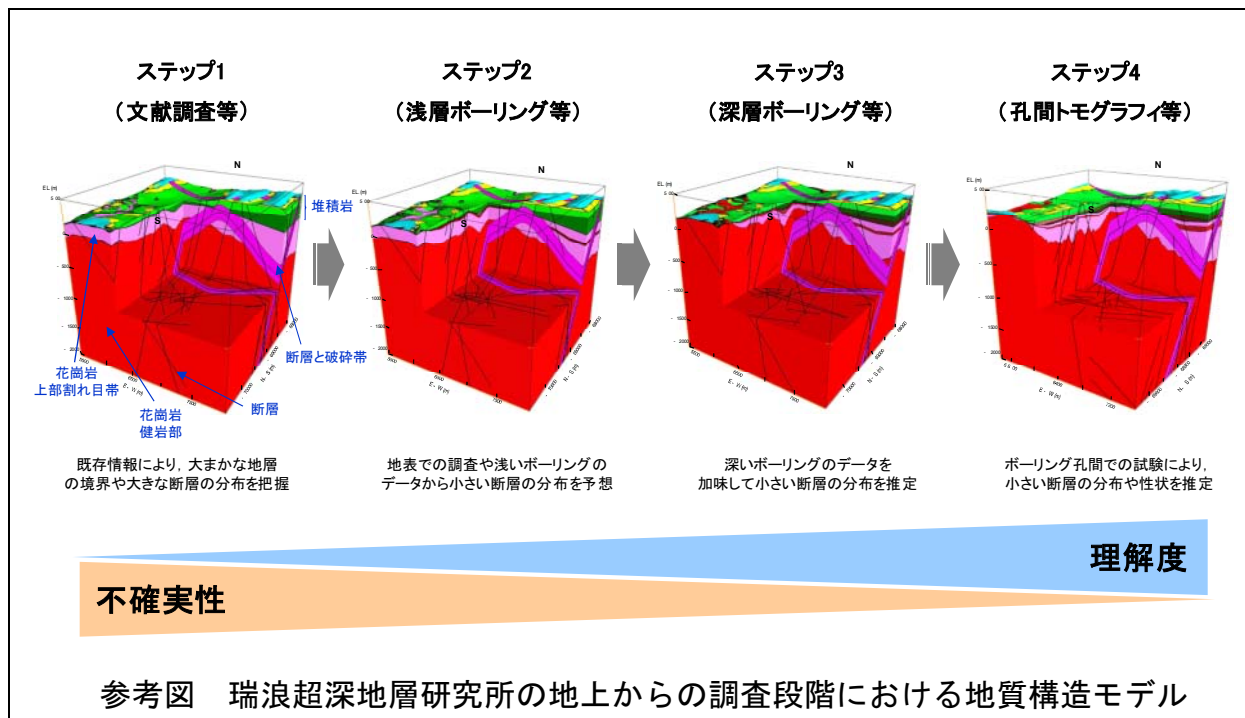 ステップ1
(文献調査等)
ステップ2
(浅層ボーリング等)
ステップ3
(深層ボーリング等)
ステップ4
(孔間トモグラフィ等)
N
EL (m)
S
堆積岩
花崗岩
上部割れ目帯
花崗岩
健岩部
断層
断層と破砕帯
E - W (m)
N - S (m)
N
EL (m)
S
E - W (m)
N - S (m)
N
EL (m)
S
E - W (m)
N - S (m)
N
EL (m)
S
E - W (m)
N - S (m)
既存情報により,大まかな地層
の境界や大きな断層の分布を把握
地表での調査や浅いボーリングの
データから小さい断層の分布を予想
深いボーリングのデータを
加味して小さい断層の分布を推定
ボーリング孔間での試験により,
小さい断層の分布や性状を推定
理解度
不確実性
参考図 瑞浪超深地層研究所の地上からの調査段階における地質構造モデル